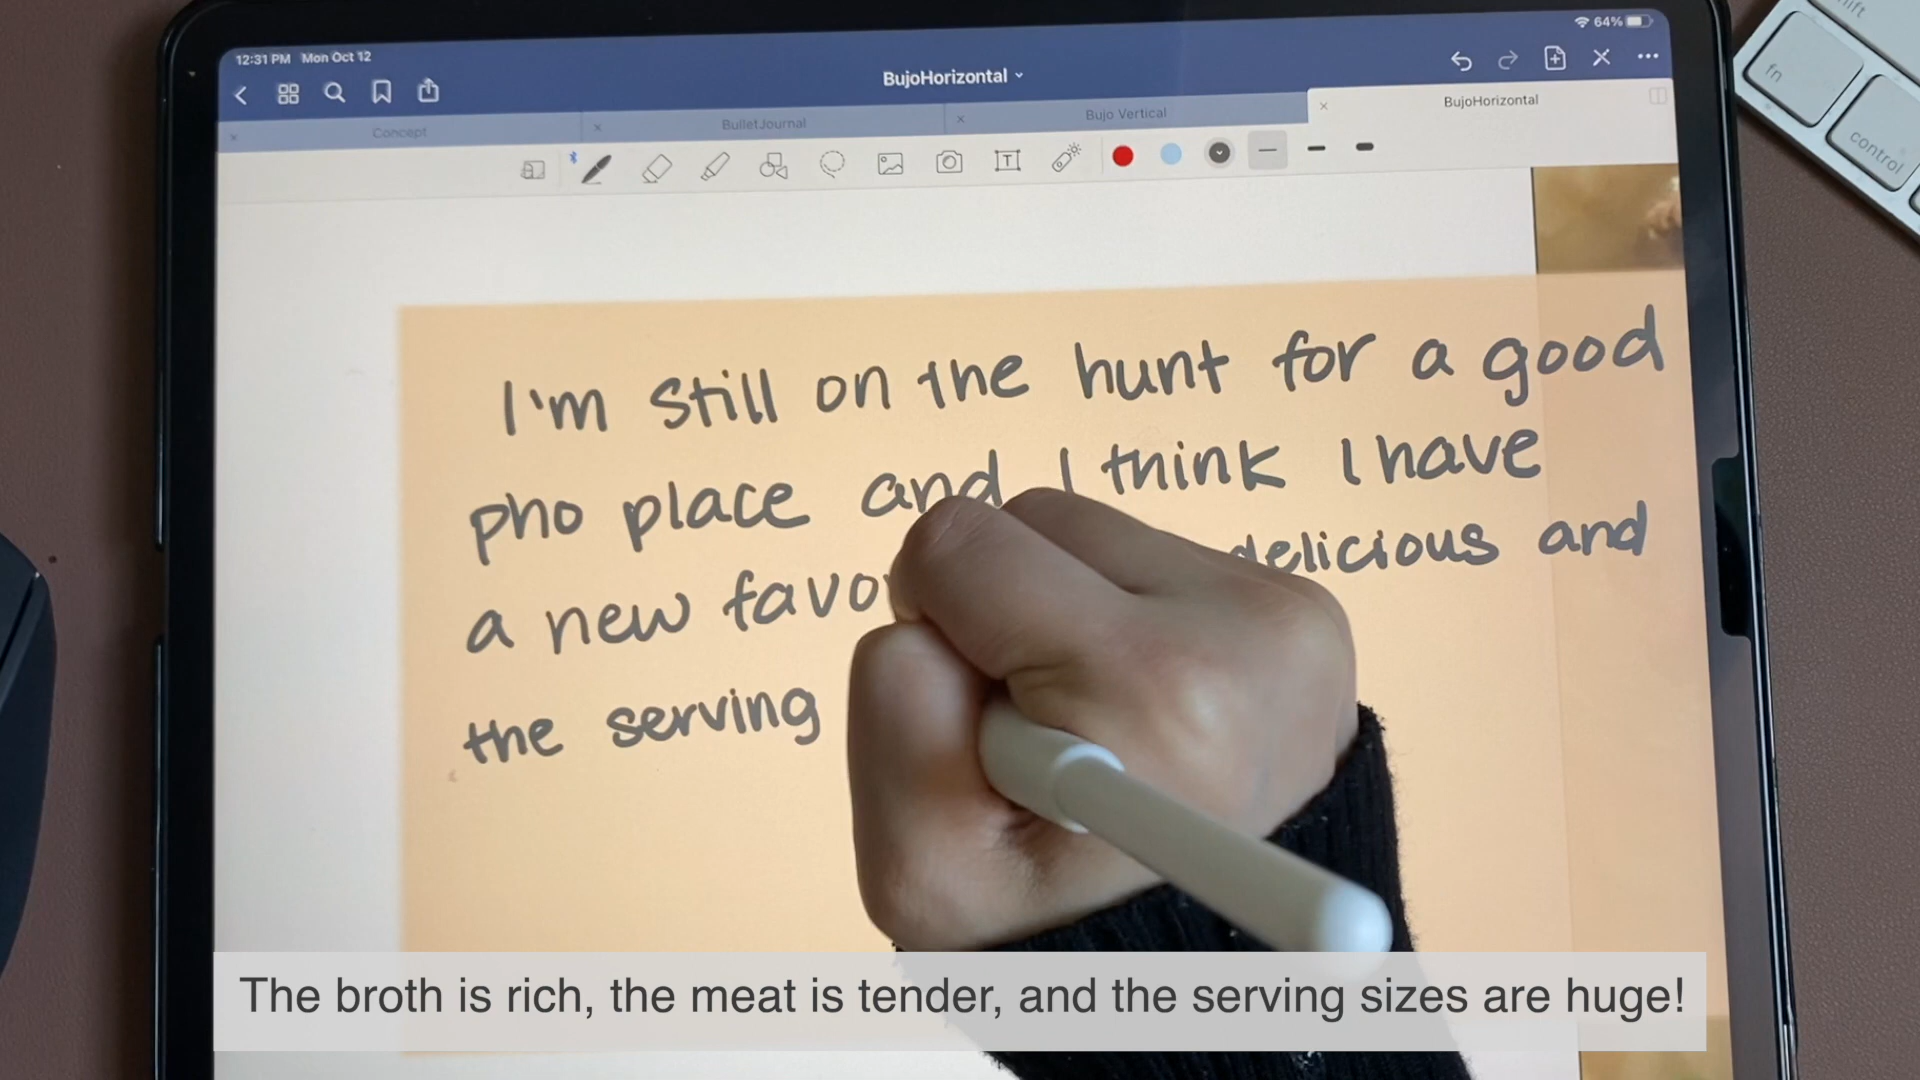 12:31 PM Mon Oct 12
64%
BujoHorizontal
Concept
BulletJournal
Bujo Vertical
BujoHorizontal
T
I'm still on the hunt for a good
pho place and I think I have
a new favo delicious and
the serving
The broth is rich, the meat is tender, and the serving sizes are huge!
fn
control